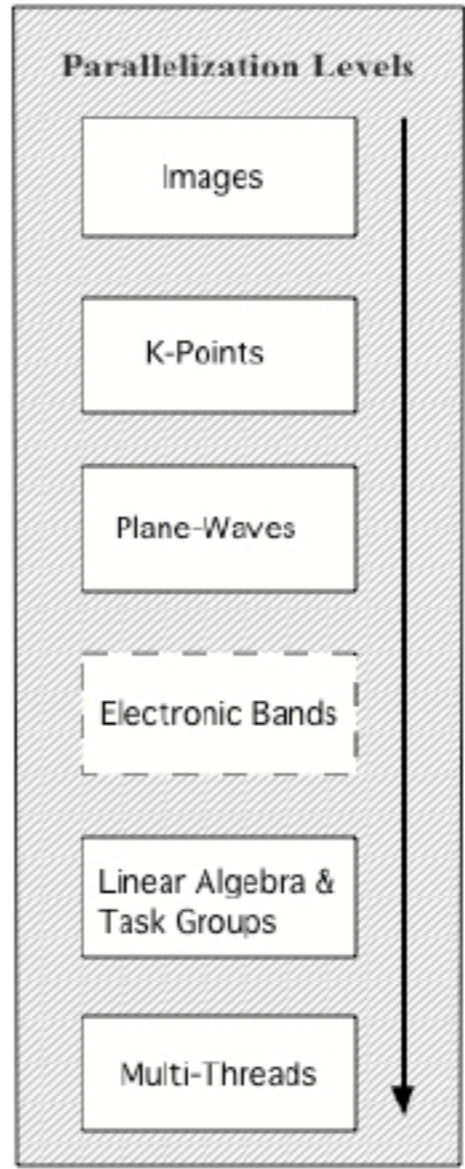 Parallelization Levels
Images
K-Points
Plane-Waves
Electronic Bands
Linear Algebra &
Task Groups
Multi-Threads